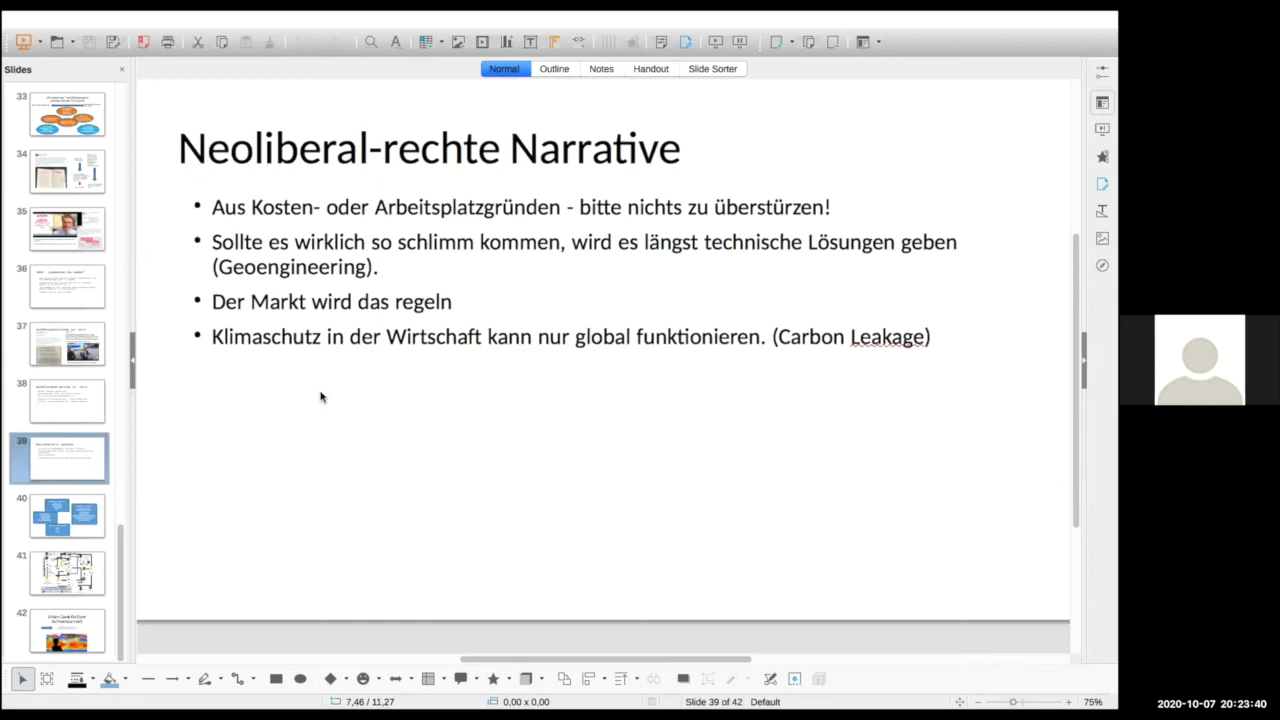 Slides
Normal
Outline
Notes
Handout
Slide Sorter
33
34
35
36
37
38
39
40
41
42
Neoliberal-rechte Narrative
• Aus Kosten- oder Arbeitsplatzgründen - bitte nichts zu überstürzen!
• Sollte es wirklich so schlimm kommen, wird es längst technische Lösungen geben
(Geoengineering).
• Der Markt wird das regeln
• Klimaschutz in der Wirtschaft kann nur global funktionieren. (Carbon Leakage)
7,46 / 11,27
0,00 x 0,00
Slide 39 of 42
Default
75%
2020-10-07 20:23:40